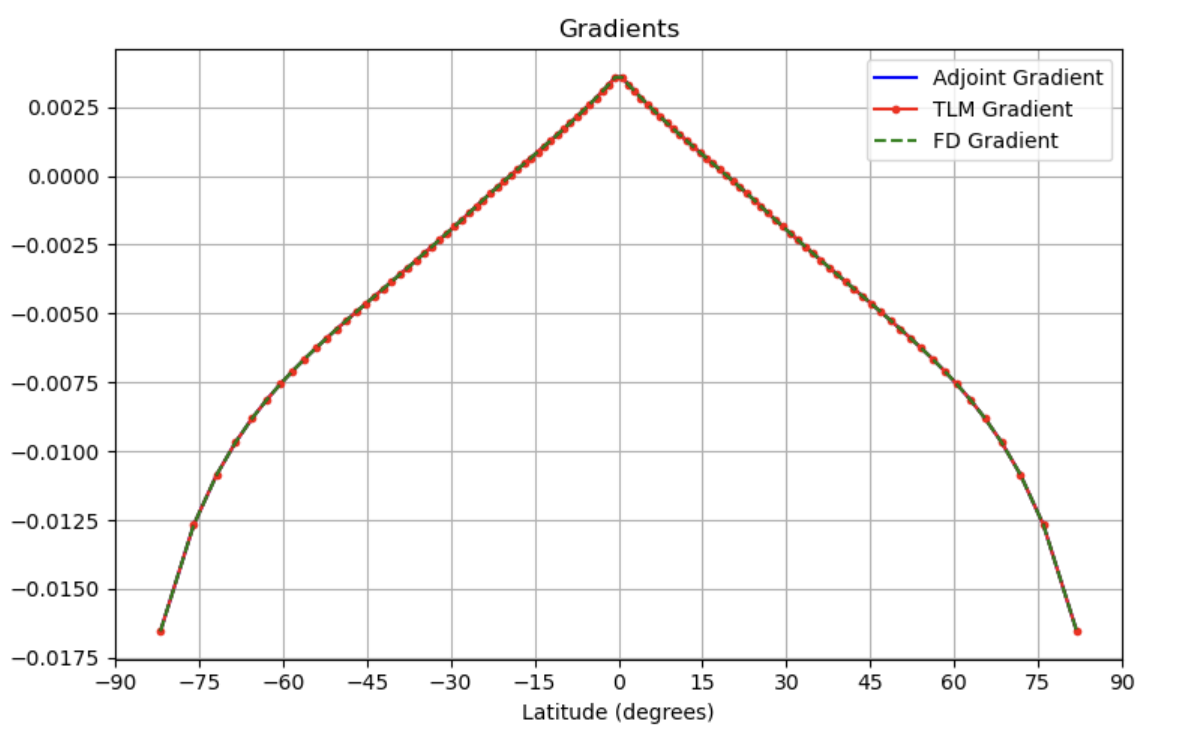 Gradients
Adjoint Gradient
TLM Gradient
FD Gradient
0.0025
0.0000
−0.0025
−0.0050
−0.0075
−0.0100
−0.0125
−0.0150
−0.0175
−90 −75 −60 −45 −30 −15 0 15 30 45 60 75 90
Latitude (degrees)